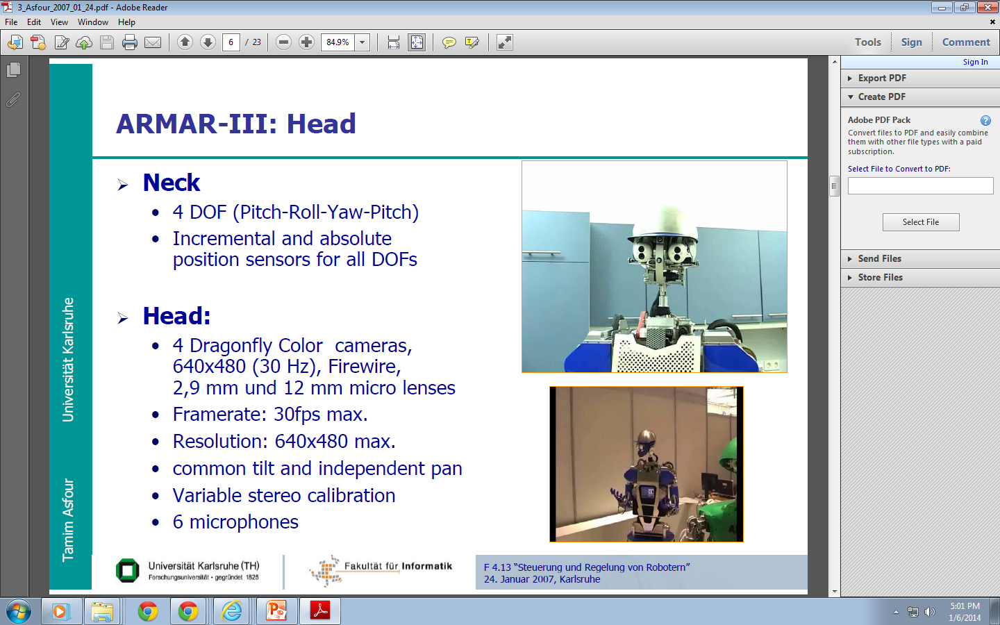 3_Asfour_2007_01_24.pdf - Adobe Reader
File Edit View Window Help
6 / 23 84.9% Tools Sign Comment
Sign In
Export PDF
Create PDF
Adobe PDF Pack
Convert files to PDF and easily combine
them with other file types with a paid
subscription.
Select File to Convert to PDF:
Select File
Send Files
Store Files
ARMAR-III: Head
Neck
4 DOF (Pitch-Roll-Yaw-Pitch)
Incremental and absolute
position sensors for all DOFs
Head:
4 Dragonfly Color cameras,
640x480 (30 Hz), Firewire,
2,9 mm und 12 mm micro lenses
Framerate: 30fps max.
Resolution: 640x480 max.
common tilt and independent pan
Variable stereo calibration
6 microphones
Universität Karlsruhe
Tamim Asfour
Universität Karlsruhe (TH)
Forschungsuniversität • gegründet 1825
Fakultät für Informatik
F 4.13 “Steuerung und Regelung von Robotern”
24. Januar 2007, Karlsruhe
5:01 PM
1/6/2014